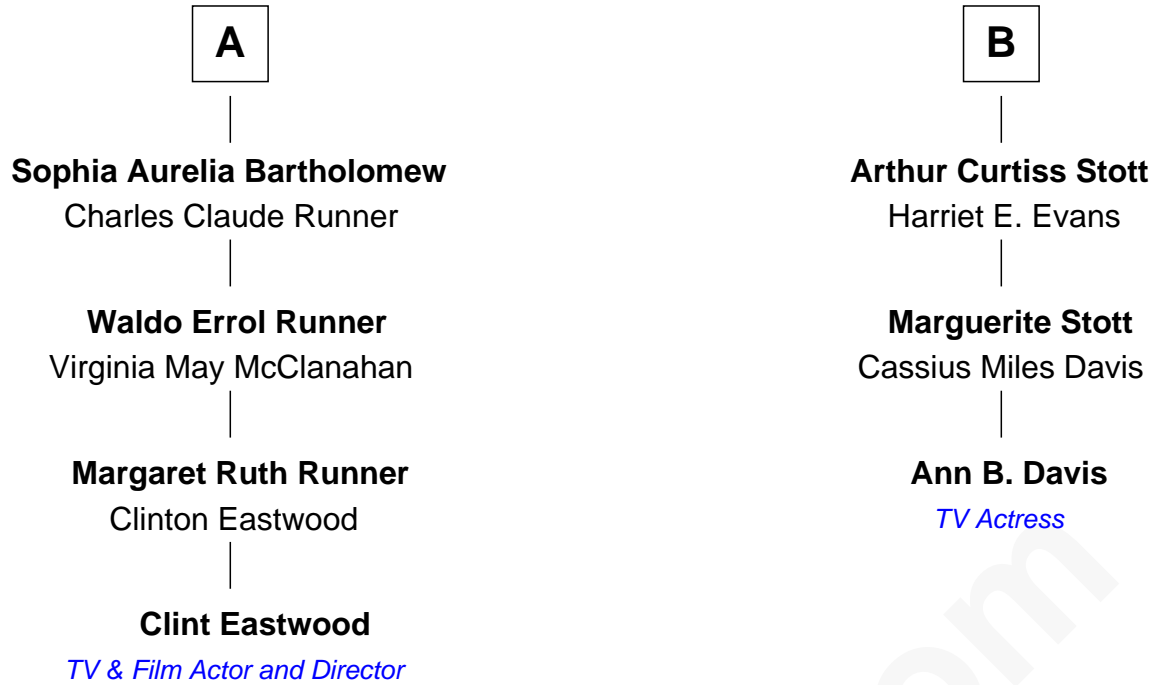 A
Sophia Aurelia Bartholomew
Charles Claude Runner
Waldo Errol Runner
Virginia May McClanahan
Margaret Ruth Runner
Clinton Eastwood
Clint Eastwood
TV & Film Actor and Director
B
Arthur Curtiss Stott
Harriet E. Evans
Marguerite Stott
Cassius Miles Davis
Ann B. Davis
TV Actress
om